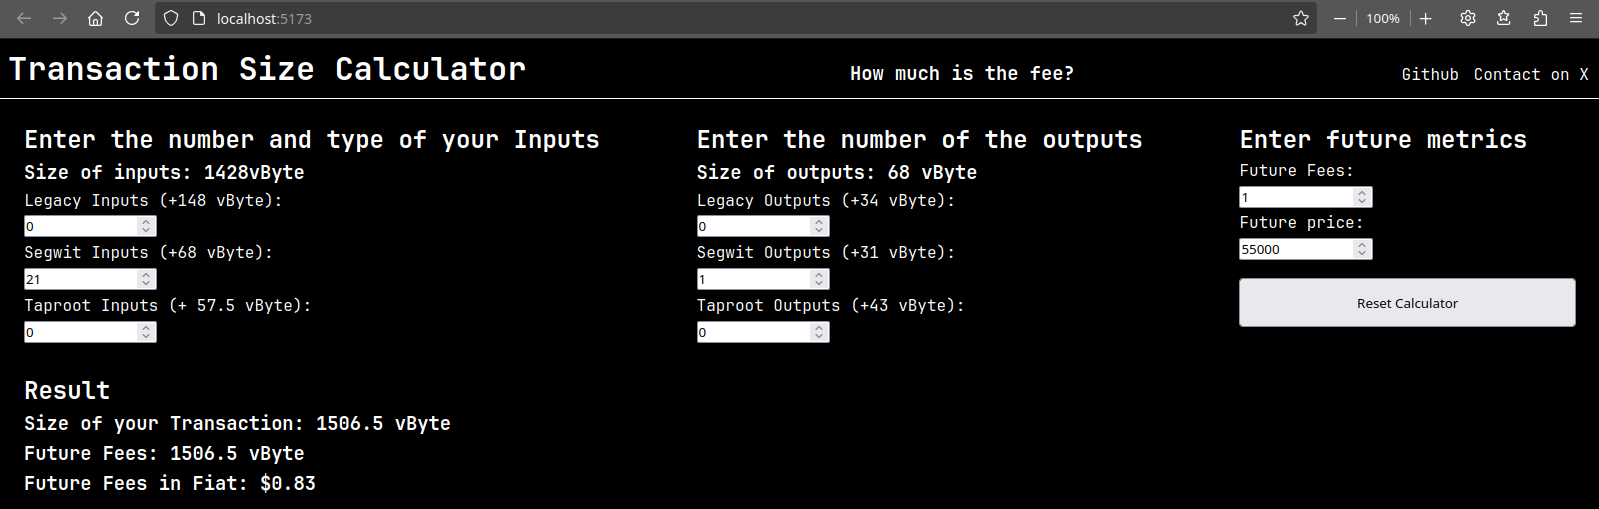 localhost:5173
100%
Transaction Size Calculator
How much is the fee?
Github Contact on X
Enter the number and type of your Inputs
Size of inputs: 1428vByte
Legacy Inputs (+148 vByte):
0
Segwit Inputs (+68 vByte):
21
Taproot Inputs (+ 57.5 vByte):
0
Enter the number of the outputs
Size of outputs: 68 vByte
Legacy Outputs (+34 vByte):
0
Segwit Outputs (+31 vByte):
1
Taproot Outputs (+43 vByte):
0
Enter future metrics
Future Fees:
1
Future price:
55000
Reset Calculator
Result
Size of your Transaction: 1506.5 vByte
Future Fees: 1506.5 vByte
Future Fees in Fiat: $0.83